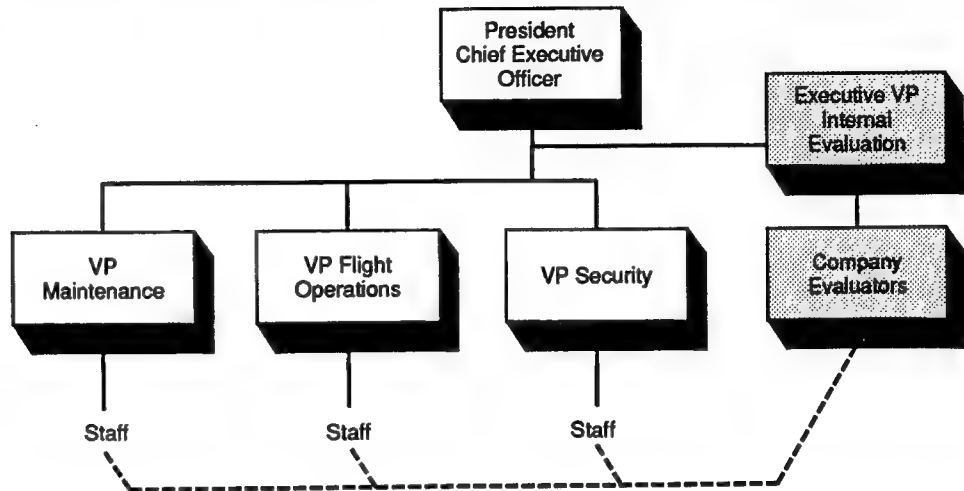 President
Chief Executive
Officer
Executive VP
Internal
Evaluation
VP
Maintenance
VP Flight
Operations
VP Security
Company
Evaluators
Staff
Staff
Staff